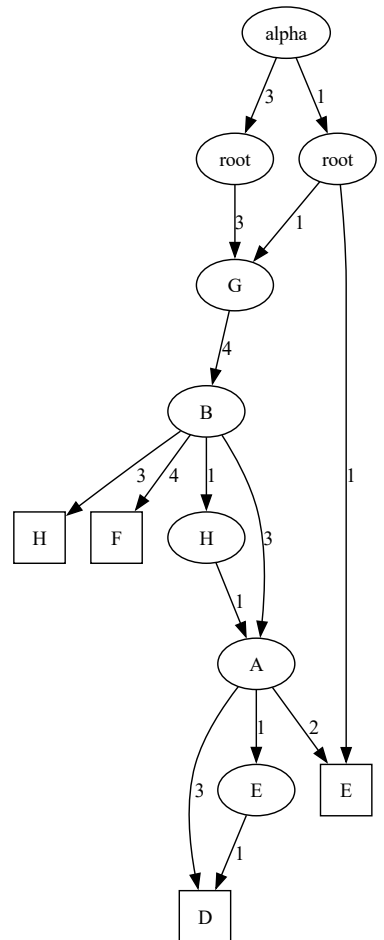 alpha
3 1
root root
3 1
G
4
B
3 4 1 3 1
H F H
1
A
1 2
E E
3 1
D